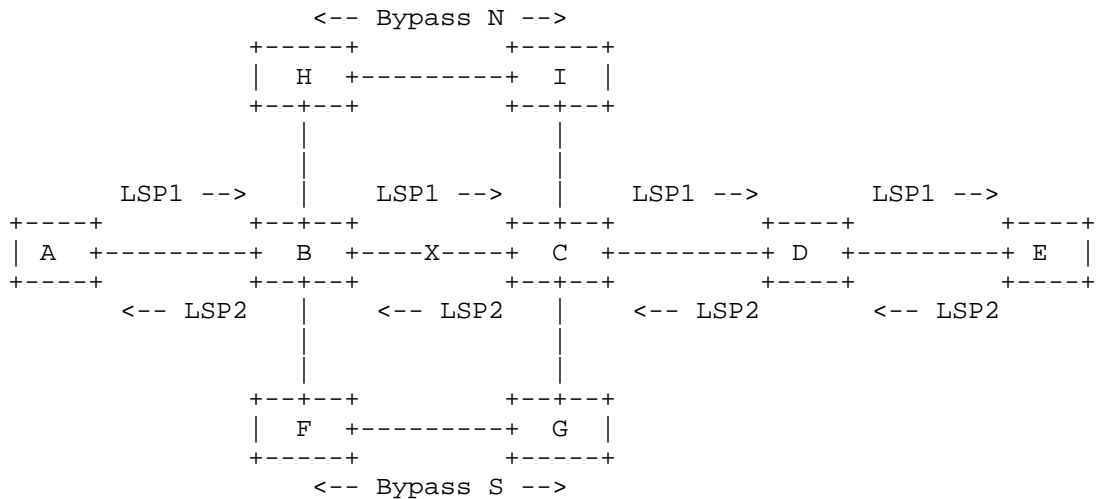 <-- Bypass N -->
+-----+         +-----+
|  H  +---------+  I  |
+--+--+         +--+--+
|               |
|               |
LSP1 -->   |   LSP1 -->   |   LSP1 -->       LSP1 -->
+----+         +--+--+         +--+--+         +----+         +----+
| A  +---------+  B  +----X----+  C  +---------+ D  +---------+ E  |
+----+         +--+--+         +--+--+         +----+         +----+
<-- LSP2   |   <-- LSP2   |   <-- LSP2       <-- LSP2
|               |
|               |
+--+--+         +--+--+
|  F  +---------+  G  |
+-----+         +-----+
<-- Bypass S -->